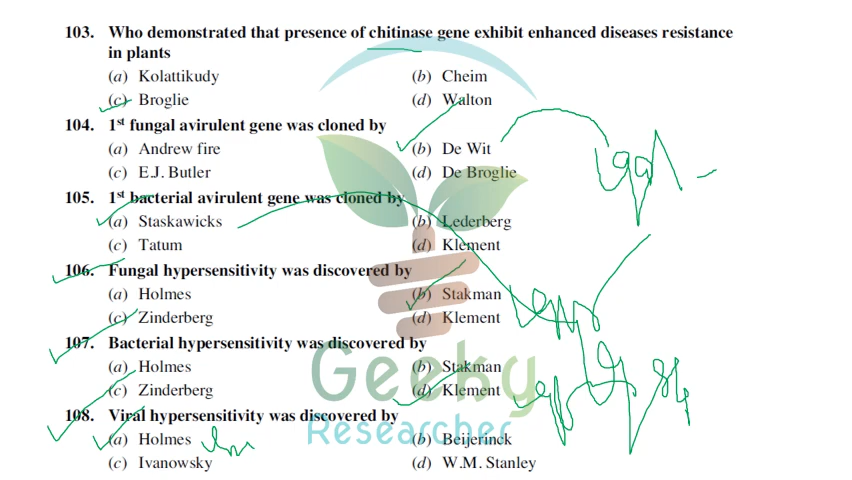 103. Who demonstrated that presence of chitinase gene exhibit enhanced diseases resistance
in plants
(a) Kolattikudy (b) Cheim
(c) Broglie (d) Walton
104. 1st fungal avirulent gene was cloned by
(a) Andrew fire (b) De Wit
(c) E.J. Butler (d) De Broglie
105. 1st bacterial avirulent gene was cloned by
(a) Staskawicks (b) Lederberg
(c) Tatum (d) Klement
106. Fungal hypersensitivity was discovered by
(a) Holmes (b) Stakman
(c) Zinderberg (d) Klement
107. Bacterial hypersensitivity was discovered by
(a) Holmes (b) Stakman
(c) Zinderberg (d) Klement
108. Viral hypersensitivity was discovered by
(a) Holmes (b) Beijerinck
(c) Ivanowsky (d) W.M. Stanley
Geeky
Researcher